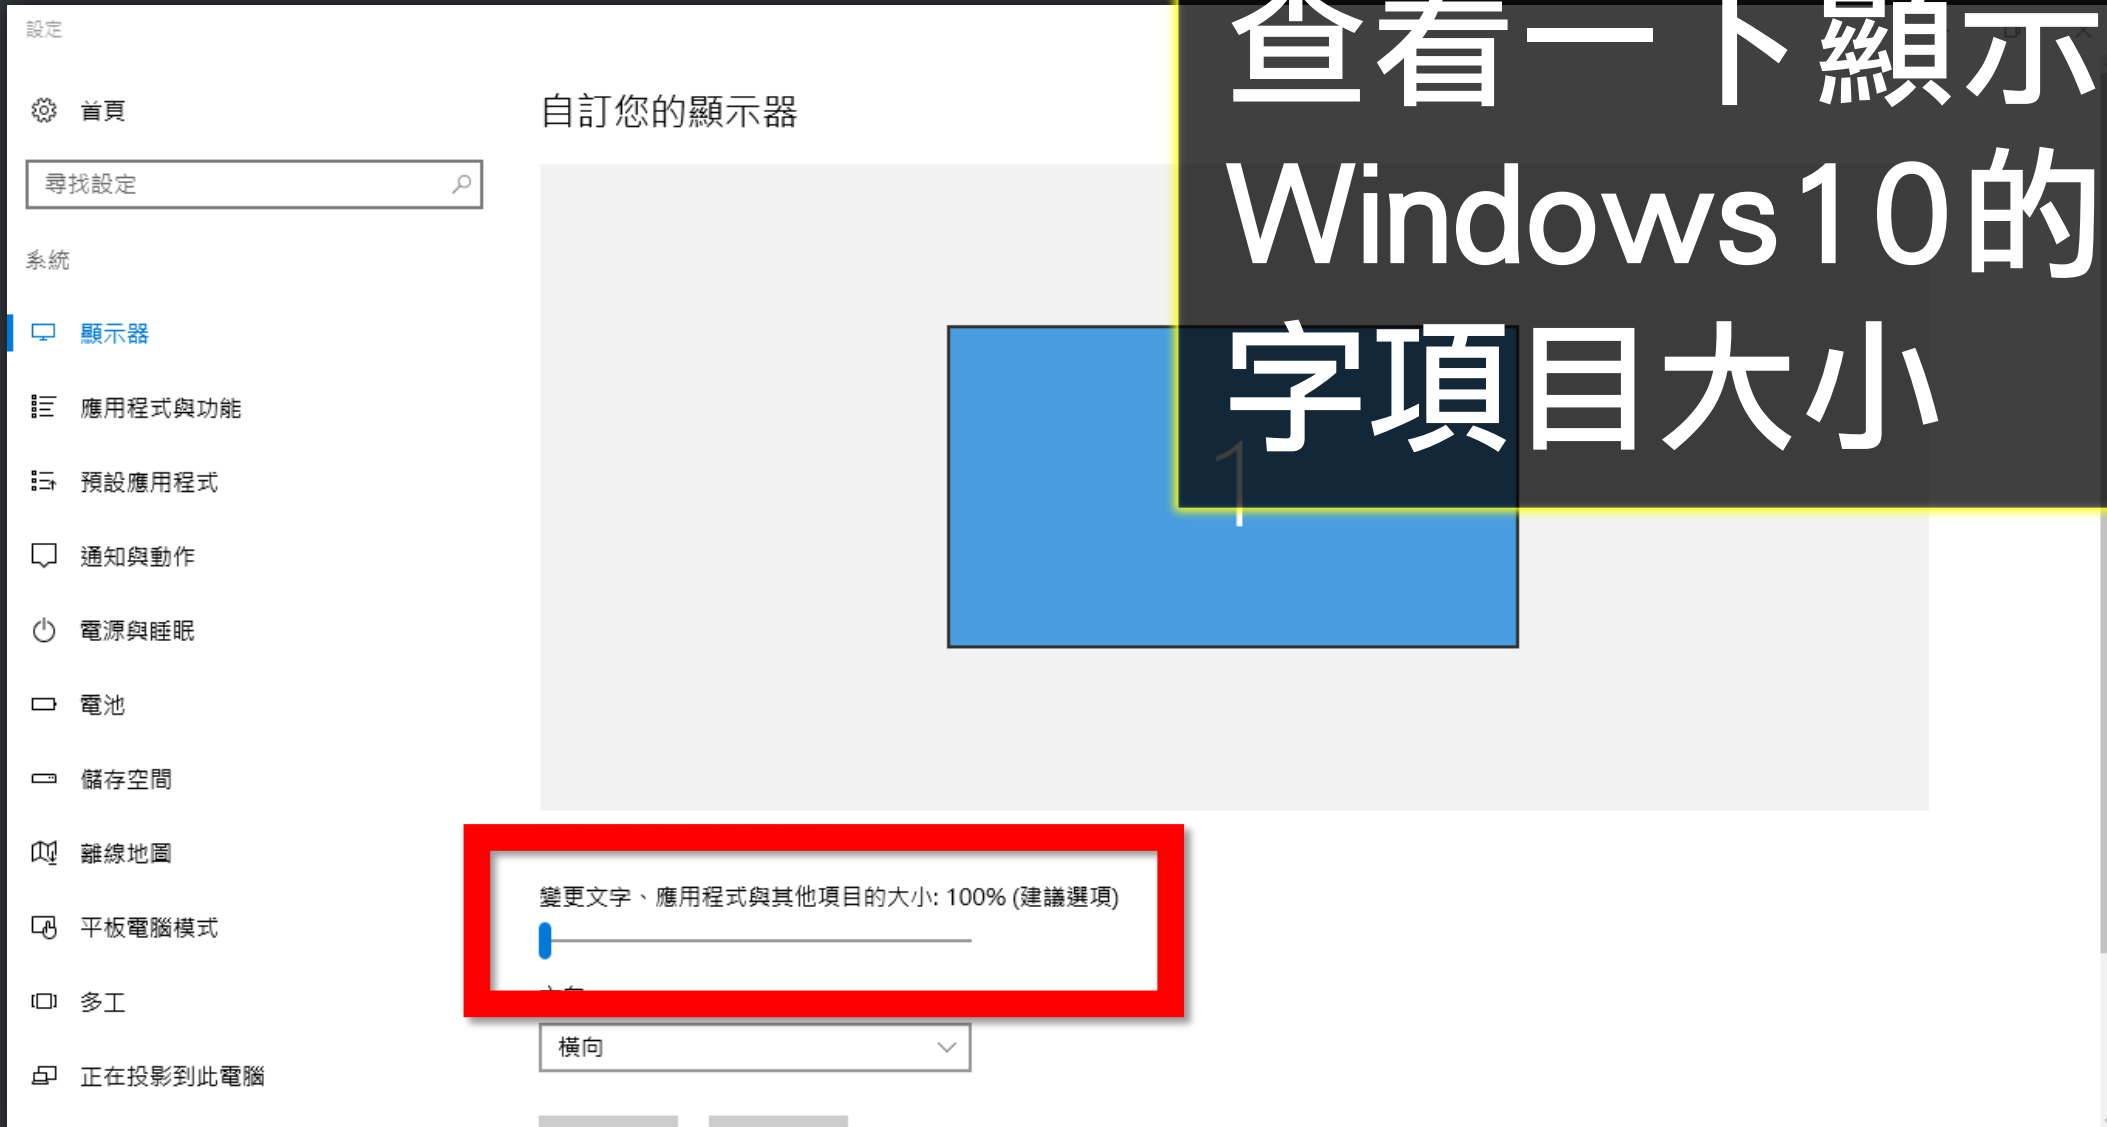 設定
首頁
尋找設定
系統
顯示器
應用程式與功能
預設應用程式
通知與動作
電源與睡眠
電池
儲存空間
離線地圖
平板電腦模式
多工
正在投影到此電腦
自訂您的顯示器
1
查看一下顯示
Windows10的
字項目大小
變更文字、應用程式與其他項目的大小: 100% (建議選項)
橫向